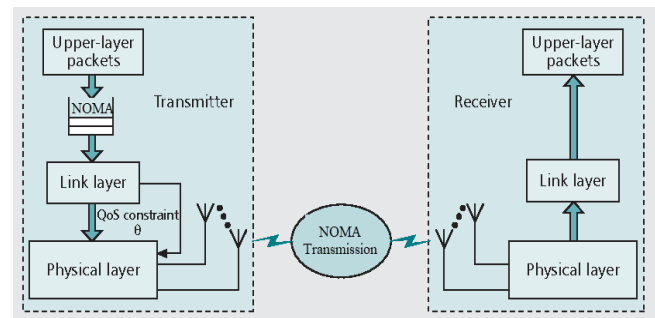 Upper-layer
packets
NOMA
Transmitter
Link layer
QoS constraint
θ
Physical layer
NOMA
Transmission
Upper-layer
packets
Receiver
Link layer
Physical layer